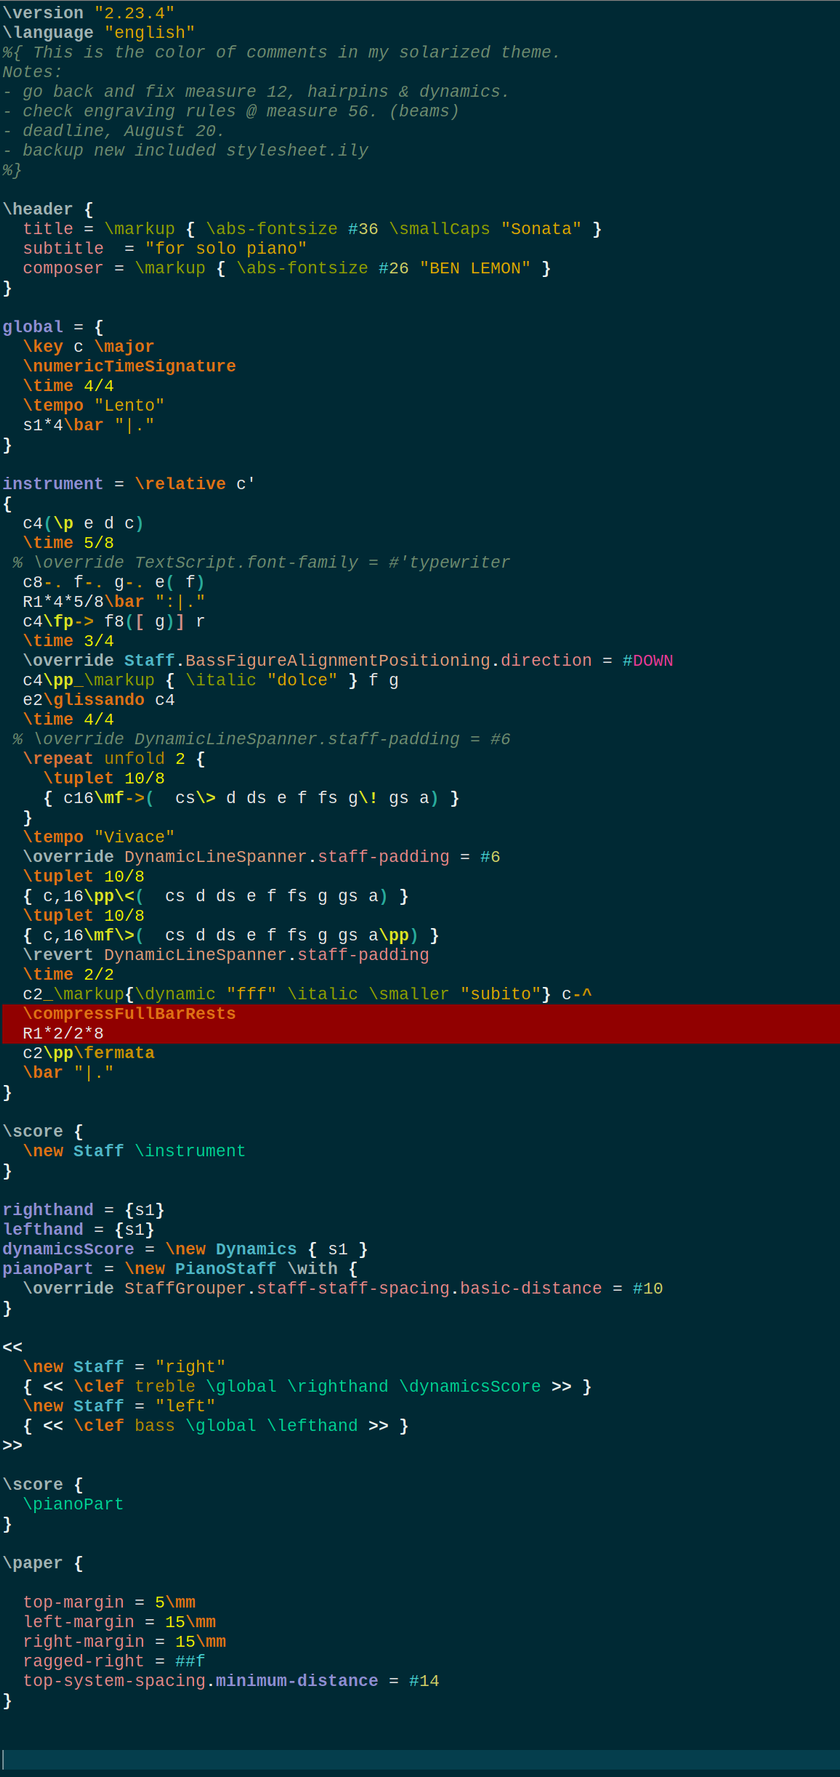 \version "2.23.4"
\language "english"
%{ This is the color of comments in my solarized theme.
Notes:
- go back and fix measure 12, hairpins & dynamics.
- check engraving rules @ measure 56. (beams)
- deadline, August 20.
- backup new included stylesheet.ily
%}

\header {
  title = \markup { \abs-fontsize #36 \smallCaps "Sonata" }
  subtitle  = "for solo piano"
  composer = \markup { \abs-fontsize #26 "BEN LEMON" }
}

global = {
  \key c \major
  \numericTimeSignature
  \time 4/4
  \tempo "Lento"
  s1*4\bar "|."
}

instrument = \relative c'
{
  c4(\p e d c)
  \time 5/8
 % \override TextScript.font-family = #'typewriter
  c8-. f-. g-. e( f)
  R1*4*5/8\bar ":|."
  c4\fp-> f8([ g)] r
  \time 3/4
  \override Staff.BassFigureAlignmentPositioning.direction = #DOWN
  c4\pp_\markup { \italic "dolce" } f g
  e2\glissando c4
  \time 4/4
 % \override DynamicLineSpanner.staff-padding = #6
  \repeat unfold 2 {
    \tuplet 10/8
    { c16\mf->(  cs\> d ds e f fs g\! gs a) }
  }
  \tempo "Vivace"
  \override DynamicLineSpanner.staff-padding = #6
  \tuplet 10/8
  { c,16\pp\<(  cs d ds e f fs g gs a) }
  \tuplet 10/8
  { c,16\mf\>(  cs d ds e f fs g gs a\pp) }
  \revert DynamicLineSpanner.staff-padding
  \time 2/2
  c2_\markup{\dynamic "fff" \italic \smaller "subito"} c-^
  \compressFullBarRests
  R1*2/2*8
  c2\pp\fermata
  \bar "|."
}

\score {
  \new Staff \instrument
}

righthand = {s1}
lefthand = {s1}
dynamicsScore = \new Dynamics { s1 }
pianoPart = \new PianoStaff \with {
  \override StaffGrouper.staff-staff-spacing.basic-distance = #10
}

<<
  \new Staff = "right"
  { << \clef treble \global \righthand \dynamicsScore >> }
  \new Staff = "left"
  { << \clef bass \global \lefthand >> }
>>

\score {
  \pianoPart
}

\paper {

  top-margin = 5\mm
  left-margin = 15\mm
  right-margin = 15\mm
  ragged-right = ##f
  top-system-spacing.minimum-distance = #14
}